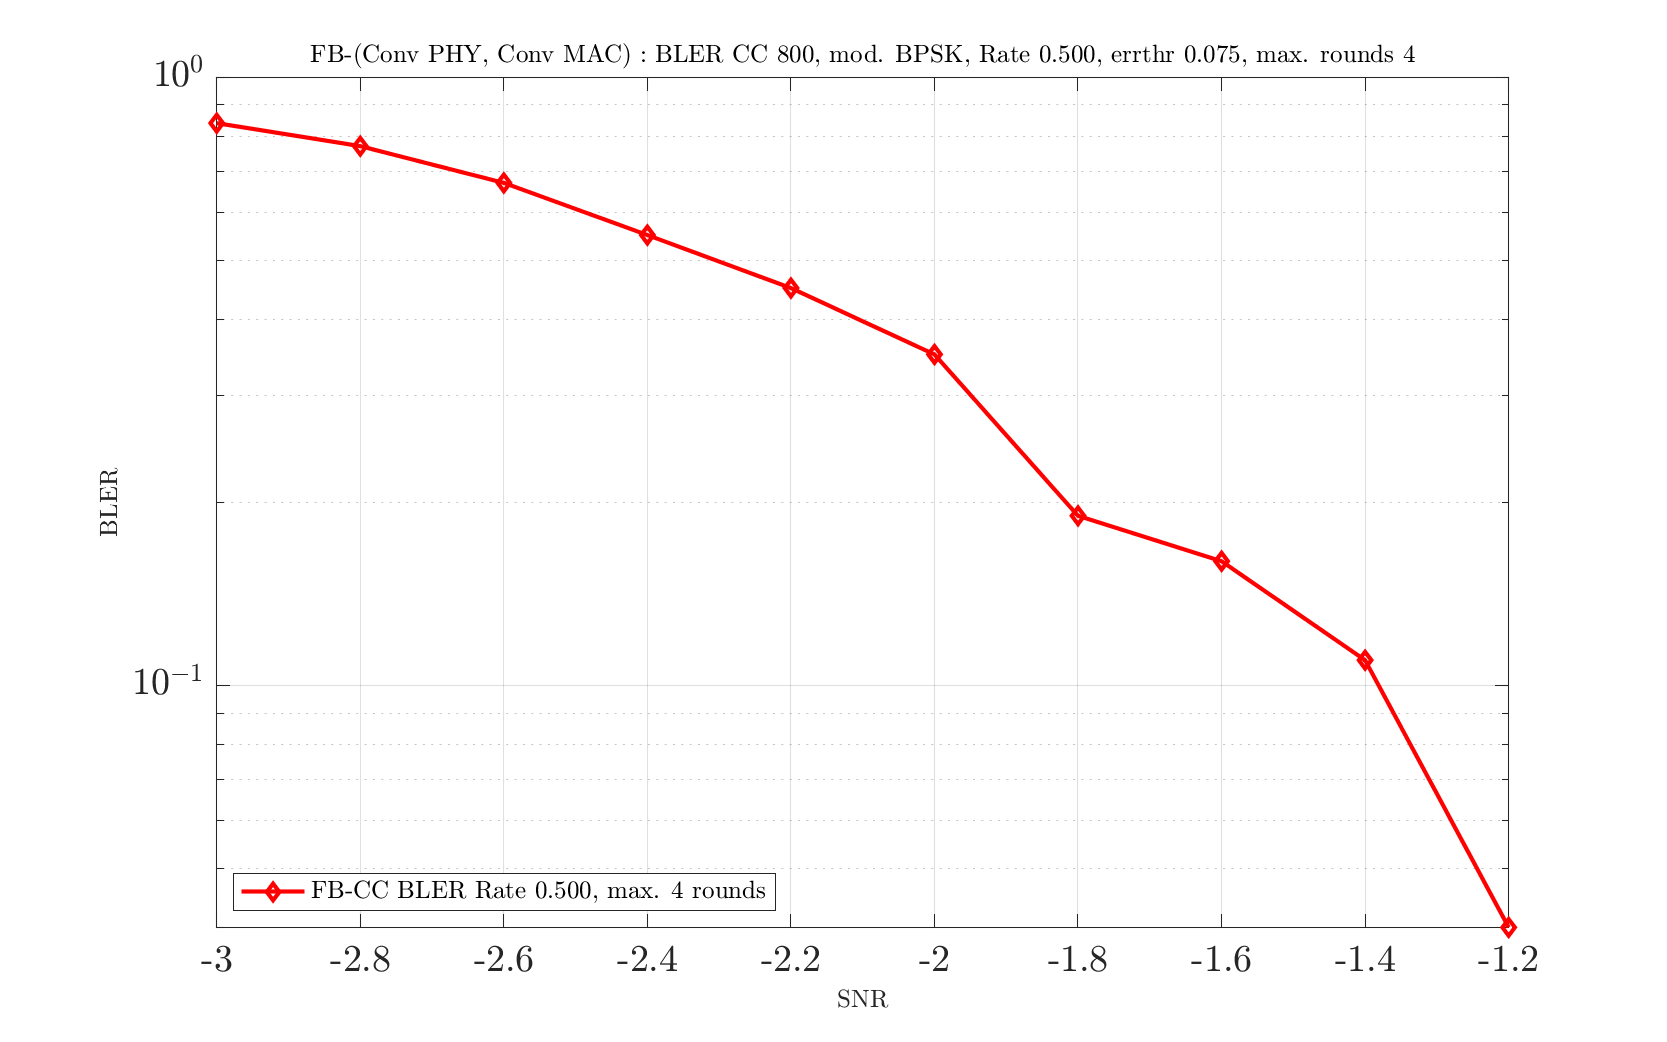 FB-(Conv PHY, Conv MAC) : BLER CC 800, mod. BPSK, Rate 0.500, errthr 0.075, max. rounds 4
10^0
BLER
10^{-1}
FB-CC BLER Rate 0.500, max. 4 rounds
-3 -2.8 -2.6 -2.4 -2.2 -2 -1.8 -1.6 -1.4 -1.2
SNR